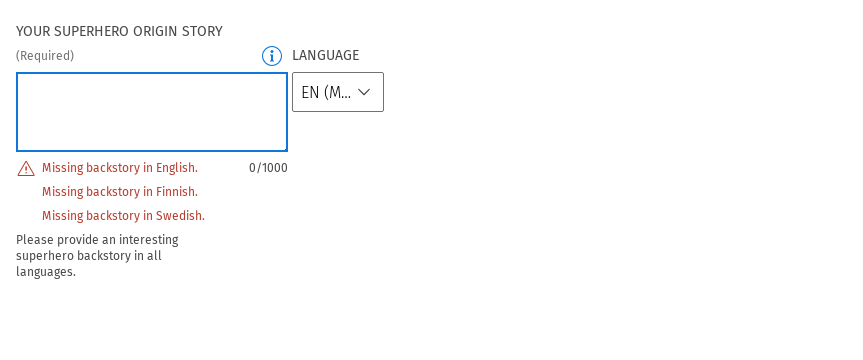 YOUR SUPERHERO ORIGIN STORY
(Required)
LANGUAGE
EN (M...
Missing backstory in English.
0/1000
Missing backstory in Finnish.
Missing backstory in Swedish.
Please provide an interesting
superhero backstory in all
languages.